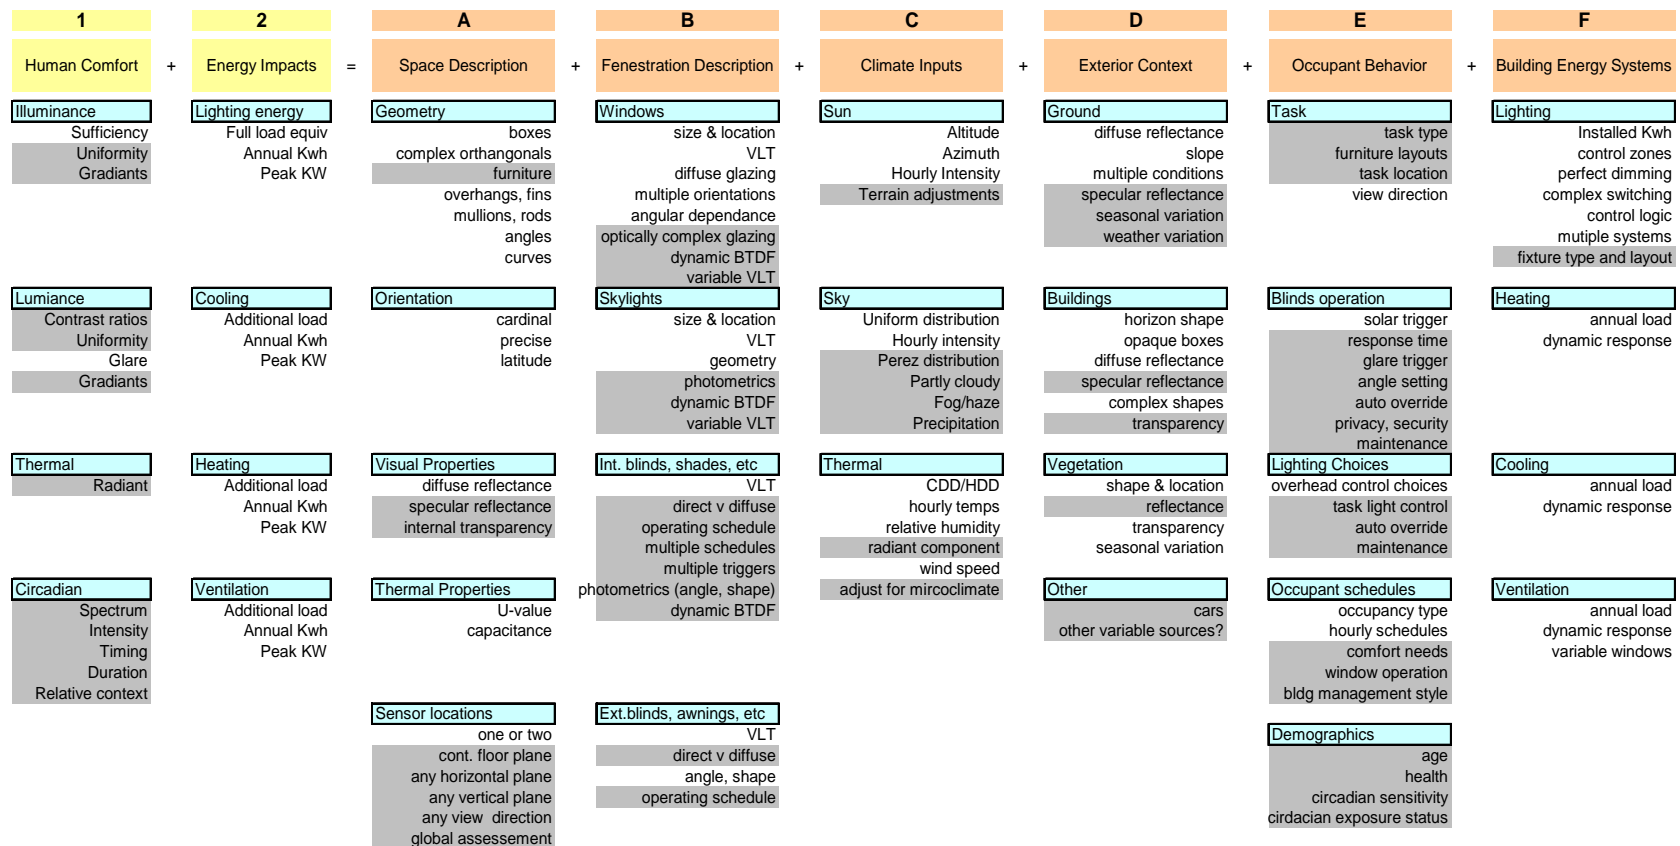 1
2
A
B
C
D
E
F
Human Comfort + Energy Impacts = Space Description + Fenestration Description + Climate Inputs + Exterior Context + Occupant Behavior + Building Energy Systems
Illuminance
Sufficiency
Uniformity
Gradiants
Lumiance
Contrast ratios
Uniformity
Glare
Gradiants
Thermal
Radiant
Circadian
Spectrum
Intensity
Timing
Duration
Relative context
Lighting energy
Full load equiv
Annual Kwh
Peak KW
Cooling
Additional load
Annual Kwh
Peak KW
Heating
Additional load
Annual Kwh
Peak KW
Ventilation
Additional load
Annual Kwh
Peak KW
Geometry
boxes
complex orthangonals
furniture
overhangs, fins
mullions, rods
angles
curves
Orientation
cardinal
precise
latitude
Visual Properties
diffuse reflectance
specular reflectance
internal transparency
Thermal Properties
U-value
capacitance
Sensor locations
one or two
cont. floor plane
any horizontal plane
any vertical plane
any view direction
global assessement
Windows
size & location
VLT
diffuse glazing
multiple orientations
angular dependance
optically complex glazing
dynamic BTDF
variable VLT
Skylights
size & location
VLT
geometry
photometrics
dynamic BTDF
variable VLT
Int. blinds, shades, etc
VLT
direct v diffuse
operating schedule
multiple schedules
multiple triggers
photometrics (angle, shape)
dynamic BTDF
Ext.blinds, awnings, etc
VLT
direct v diffuse
angle, shape
operating schedule
Sun
Altitude
Azimuth
Hourly Intensity
Terrain adjustments
Sky
Uniform distribution
Hourly intensity
Perez distribution
Partly cloudy
Fog/haze
Precipitation
Thermal
CDD/HDD
hourly temps
relative humidity
radiant component
wind speed
adjust for mircoclimate
Ground
diffuse reflectance
slope
multiple conditions
specular reflectance
seasonal variation
weather variation
Buildings
horizon shape
opaque boxes
diffuse reflectance
specular reflectance
complex shapes
transparency
Vegetation
shape & location
reflectance
transparency
seasonal variation
Other
cars
other variable sources?
Task
task type
furniture layouts
task location
view direction
Blinds operation
solar trigger
response time
glare trigger
angle setting
auto override
privacy, security
maintenance
Lighting Choices
overhead control choices
task light control
auto override
maintenance
Occupant schedules
occupancy type
hourly schedules
comfort needs
window operation
bldg management style
Demographics
age
health
circadian sensitivity
cirdacian exposure status
Lighting
Installed Kwh
control zones
perfect dimming
complex switching
control logic
mutiple systems
fixture type and layout
Heating
annual load
dynamic response
Cooling
annual load
dynamic response
Ventilation
annual load
dynamic response
variable windows